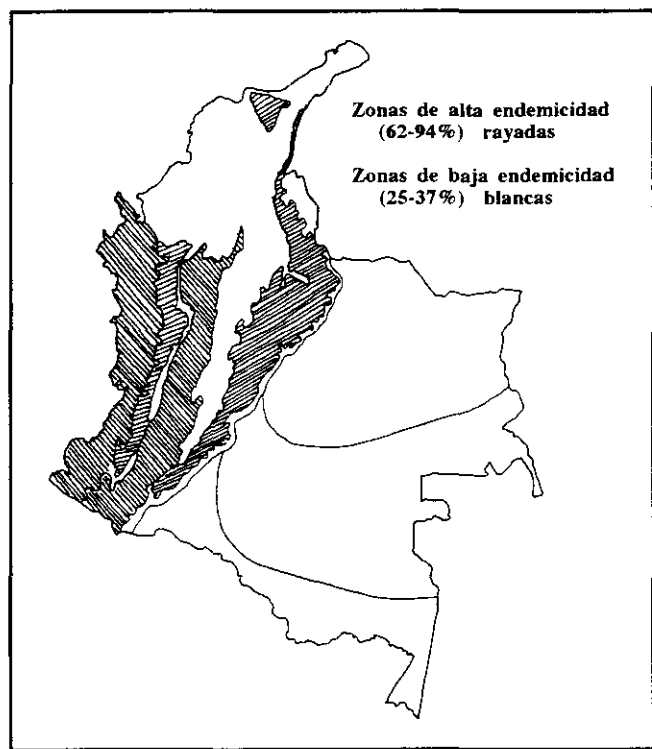 Zonas de alta endemicidad
(62-94%) rayadas
Zonas de baja endemicidad
(25-37%) blancas